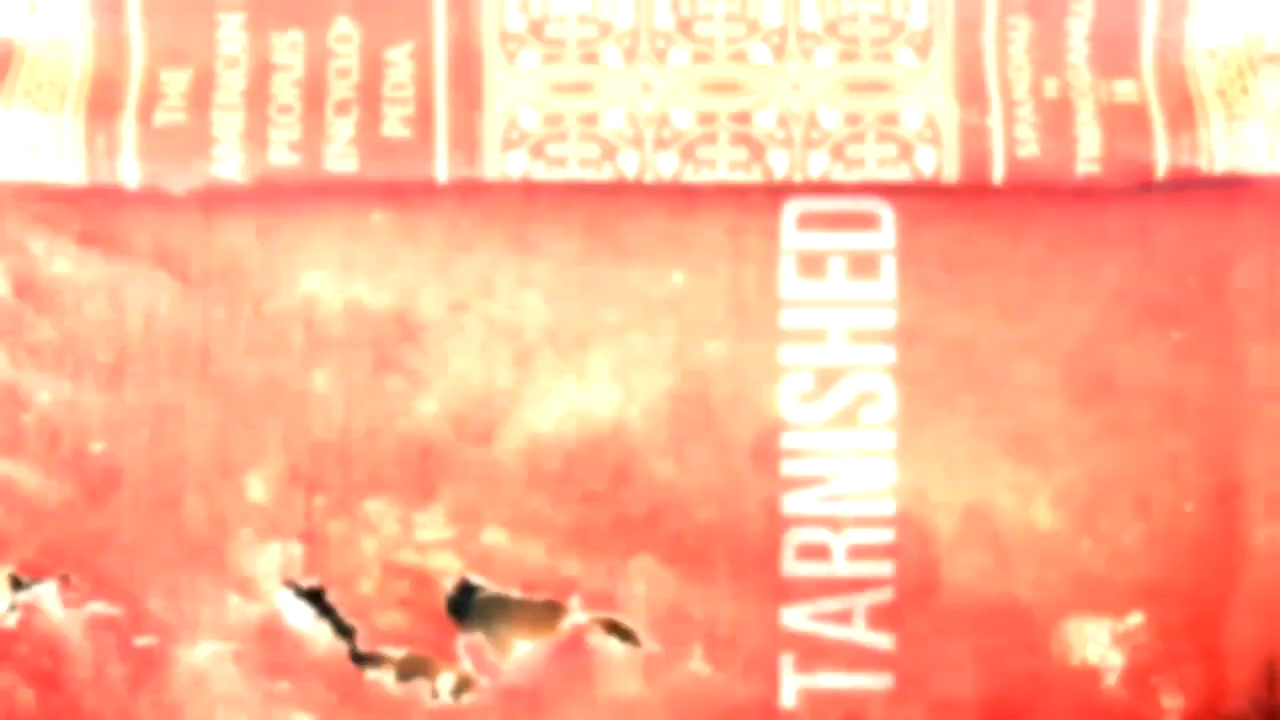 THE
AMERICAN
PEOPLES
ENCYCLO
PEDIA
TARNISHED